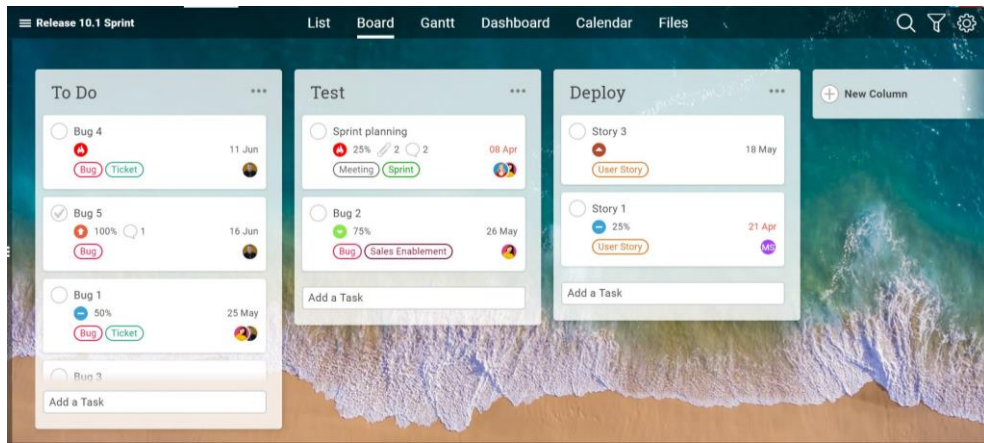 Release 10.1 Sprint
List Board Gantt Dashboard Calendar Files
To Do
Bug 4
11 Jun
Bug Ticket
Bug 5
100% 1 16 Jun
Bug
Bug 1
50% 25 May
Bug Ticket
Bug 3
Add a Task
Test
Sprint planning
25% 2 2 08 Apr
Meeting Sprint
Bug 2
75% 26 May
Bug Sales Enablement
Add a Task
Deploy
Story 3
18 May
User Story
Story 1
25% 21 Apr
User Story MS
Add a Task
New Column